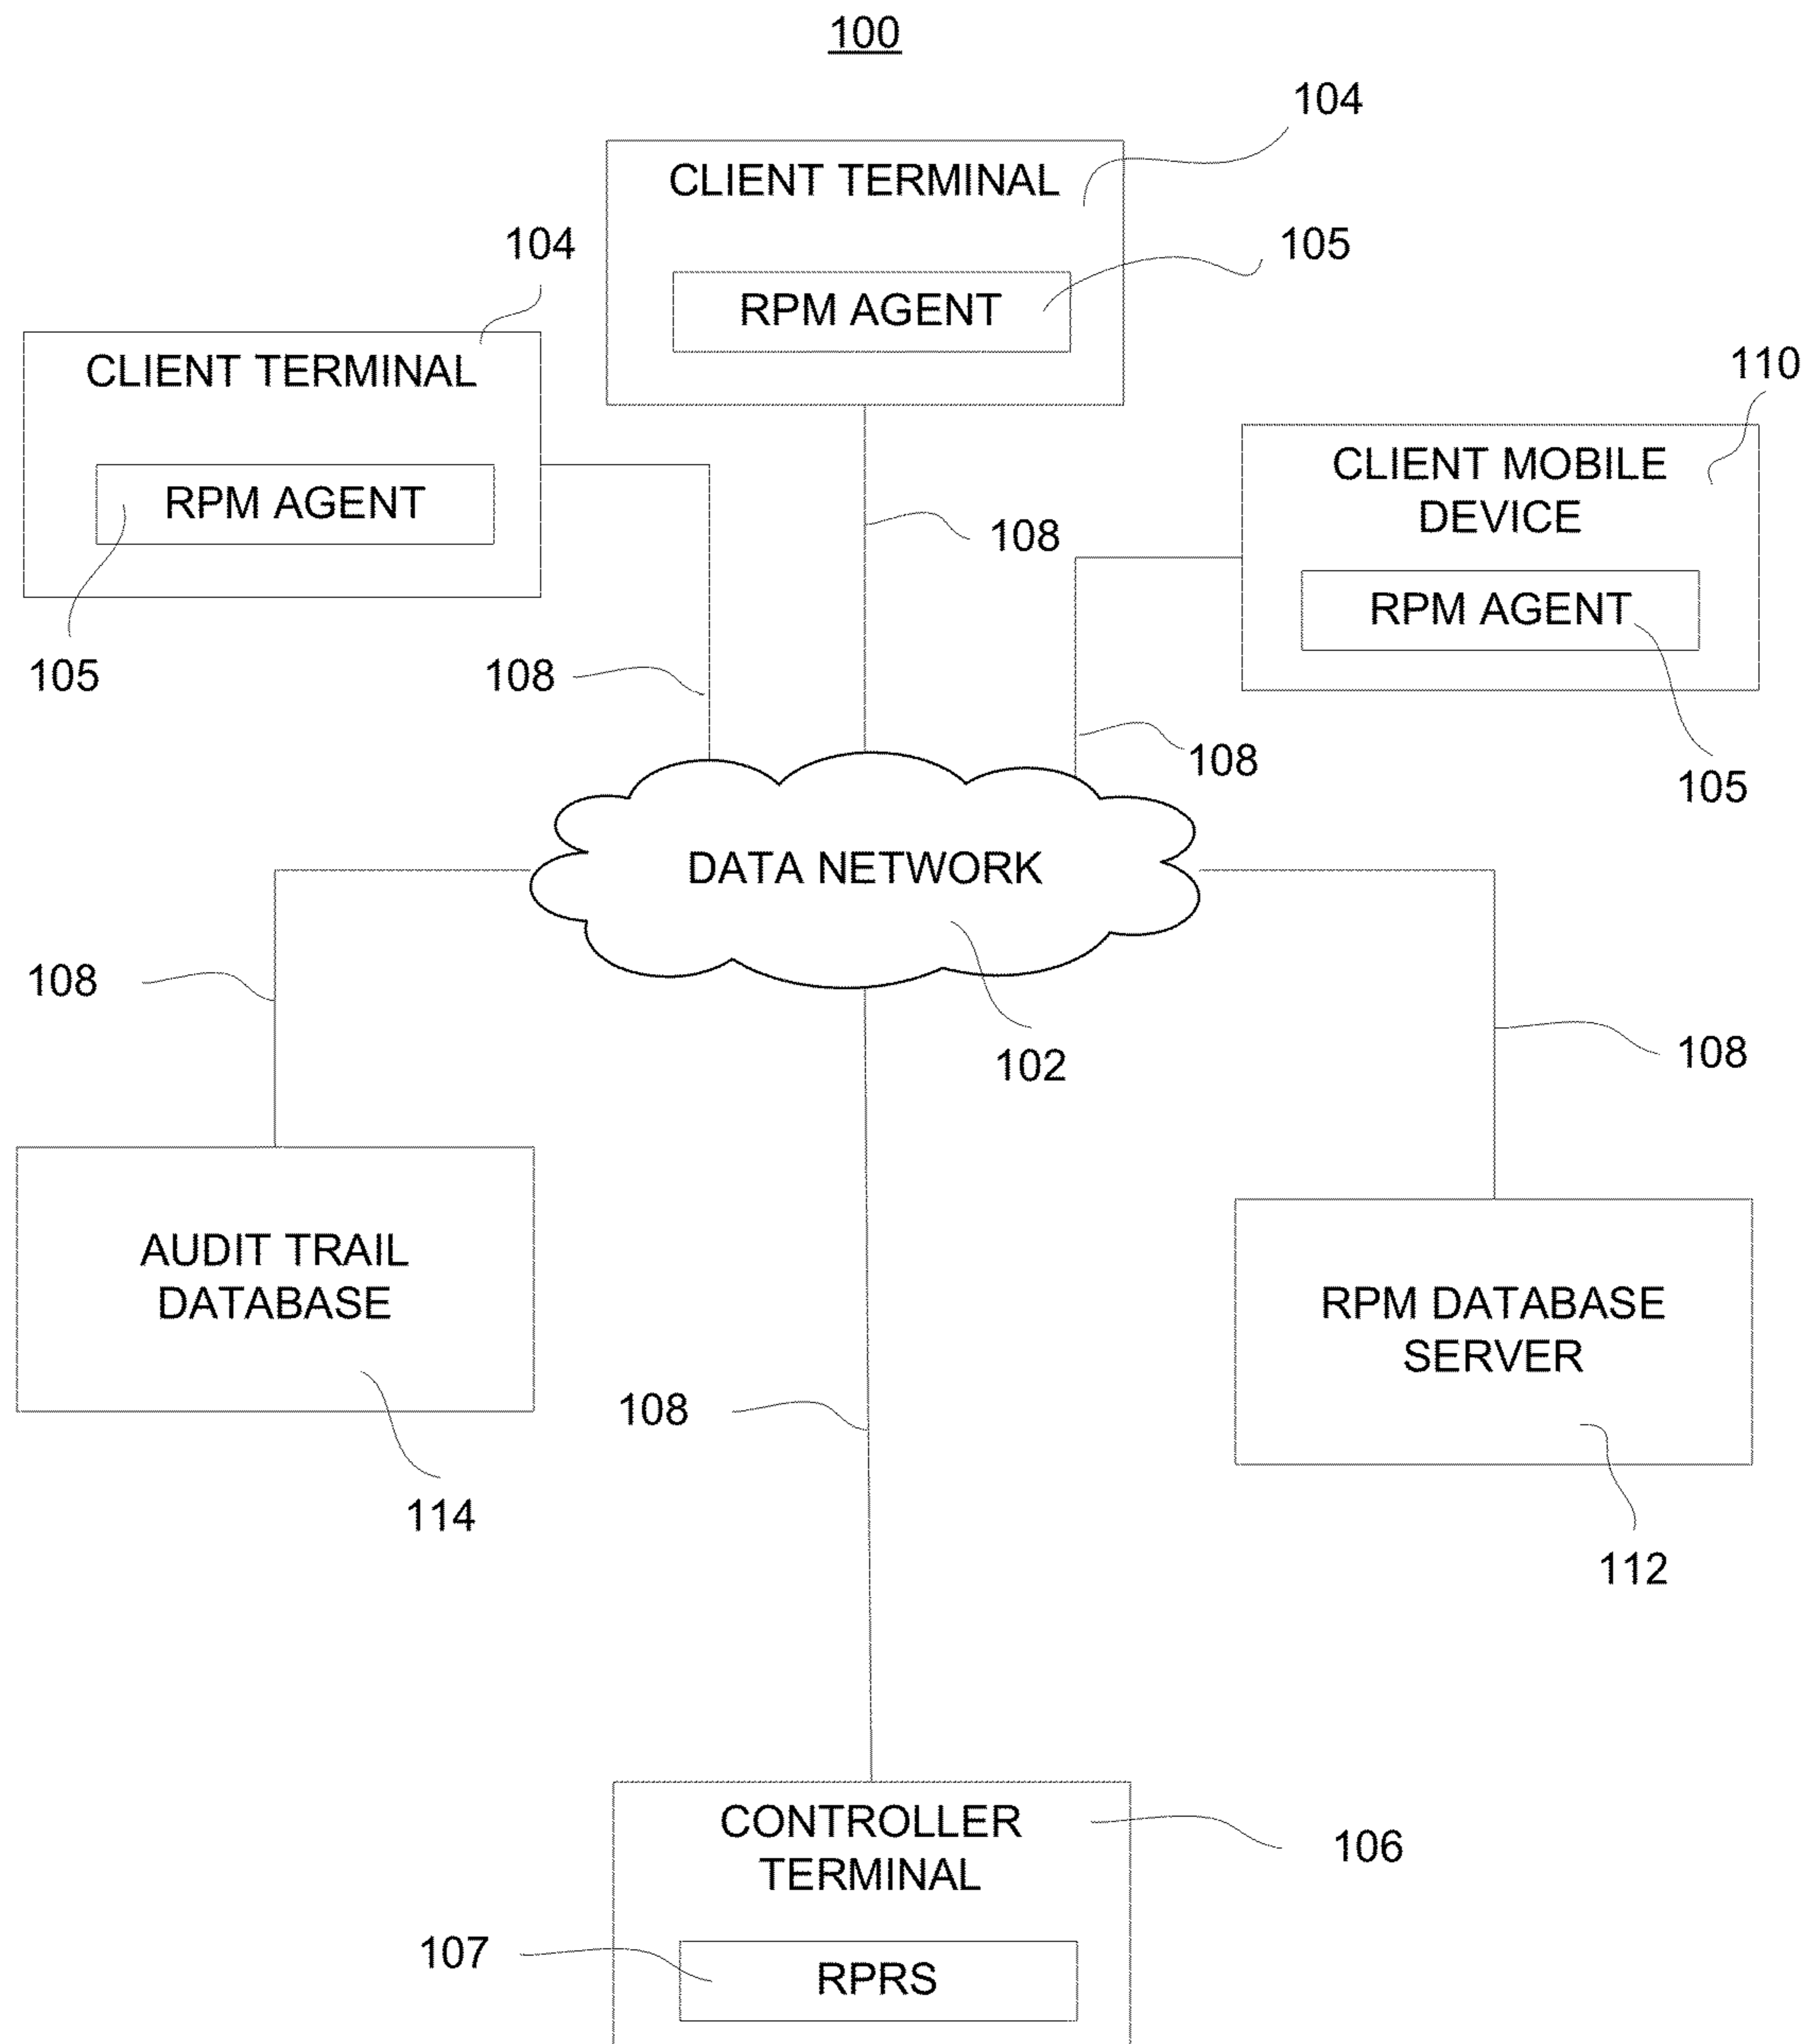 100
104
CLIENT TERMINAL
104
105
RPM AGENT
CLIENT TERMINAL
110
CLIENT MOBILE
DEVICE
RPM AGENT
108
RPM AGENT
105
108
108
105
DATA NETWORK
108
108
102
AUDIT TRAIL
DATABASE
RPM DATABASE
SERVER
108
114
112
CONTROLLER
TERMINAL
106
107
RPRS